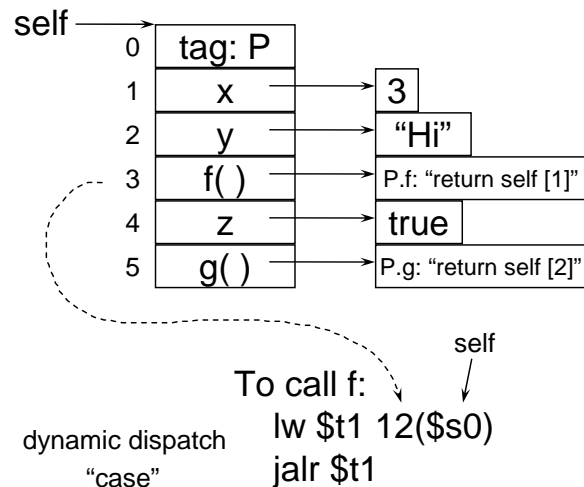 self
0 tag: P
1 x 3
2 y “Hi”
3 f( ) P.f: “return self [1]”
4 z true
5 g( ) P.g: “return self [2]”
self
To call f:
lw $t1 12($s0)
jalr $t1
dynamic dispatch
“case”